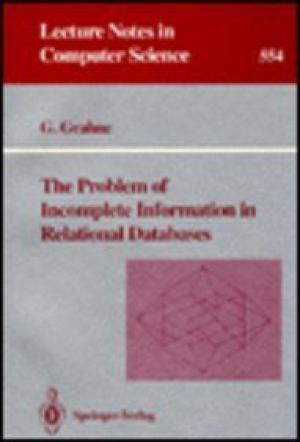 Lecture Notes in
Computer Science
554
G. Grahne
The Problem of
Incomplete Information in
Relational Databases
Springer-Verlag